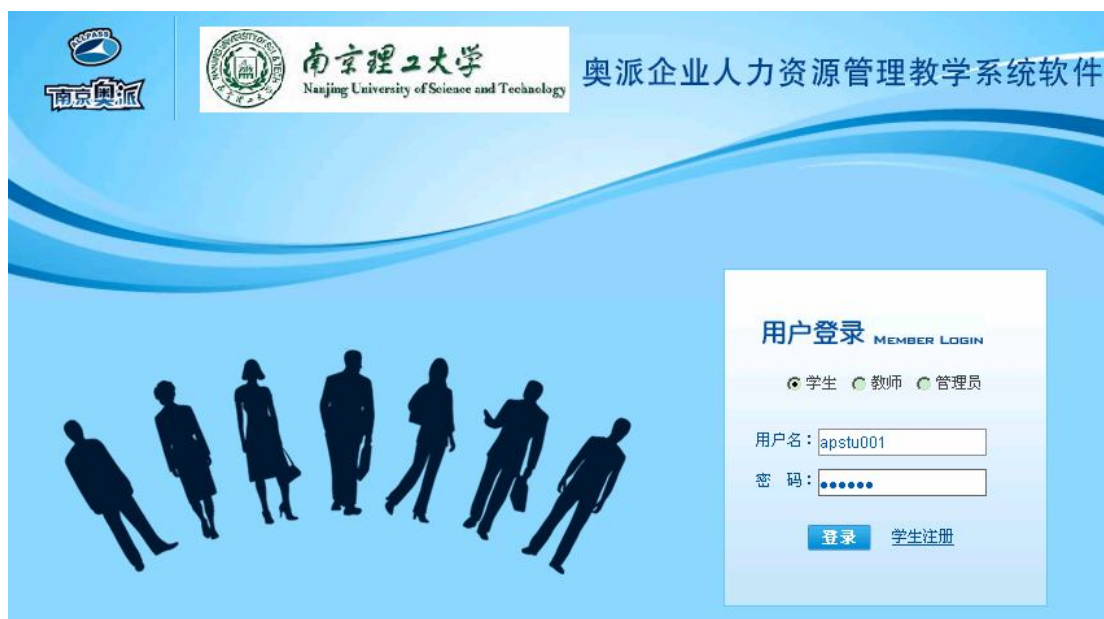 ALLPASS
南京奥派
南京理工大学
Nanjing University of Science and Technology
奥派企业人力资源管理教学系统软件
用户登录 MEMBER LOGIN
学生 教师 管理员
用户名：apstu001
密 码：••••••
登录 学生注册